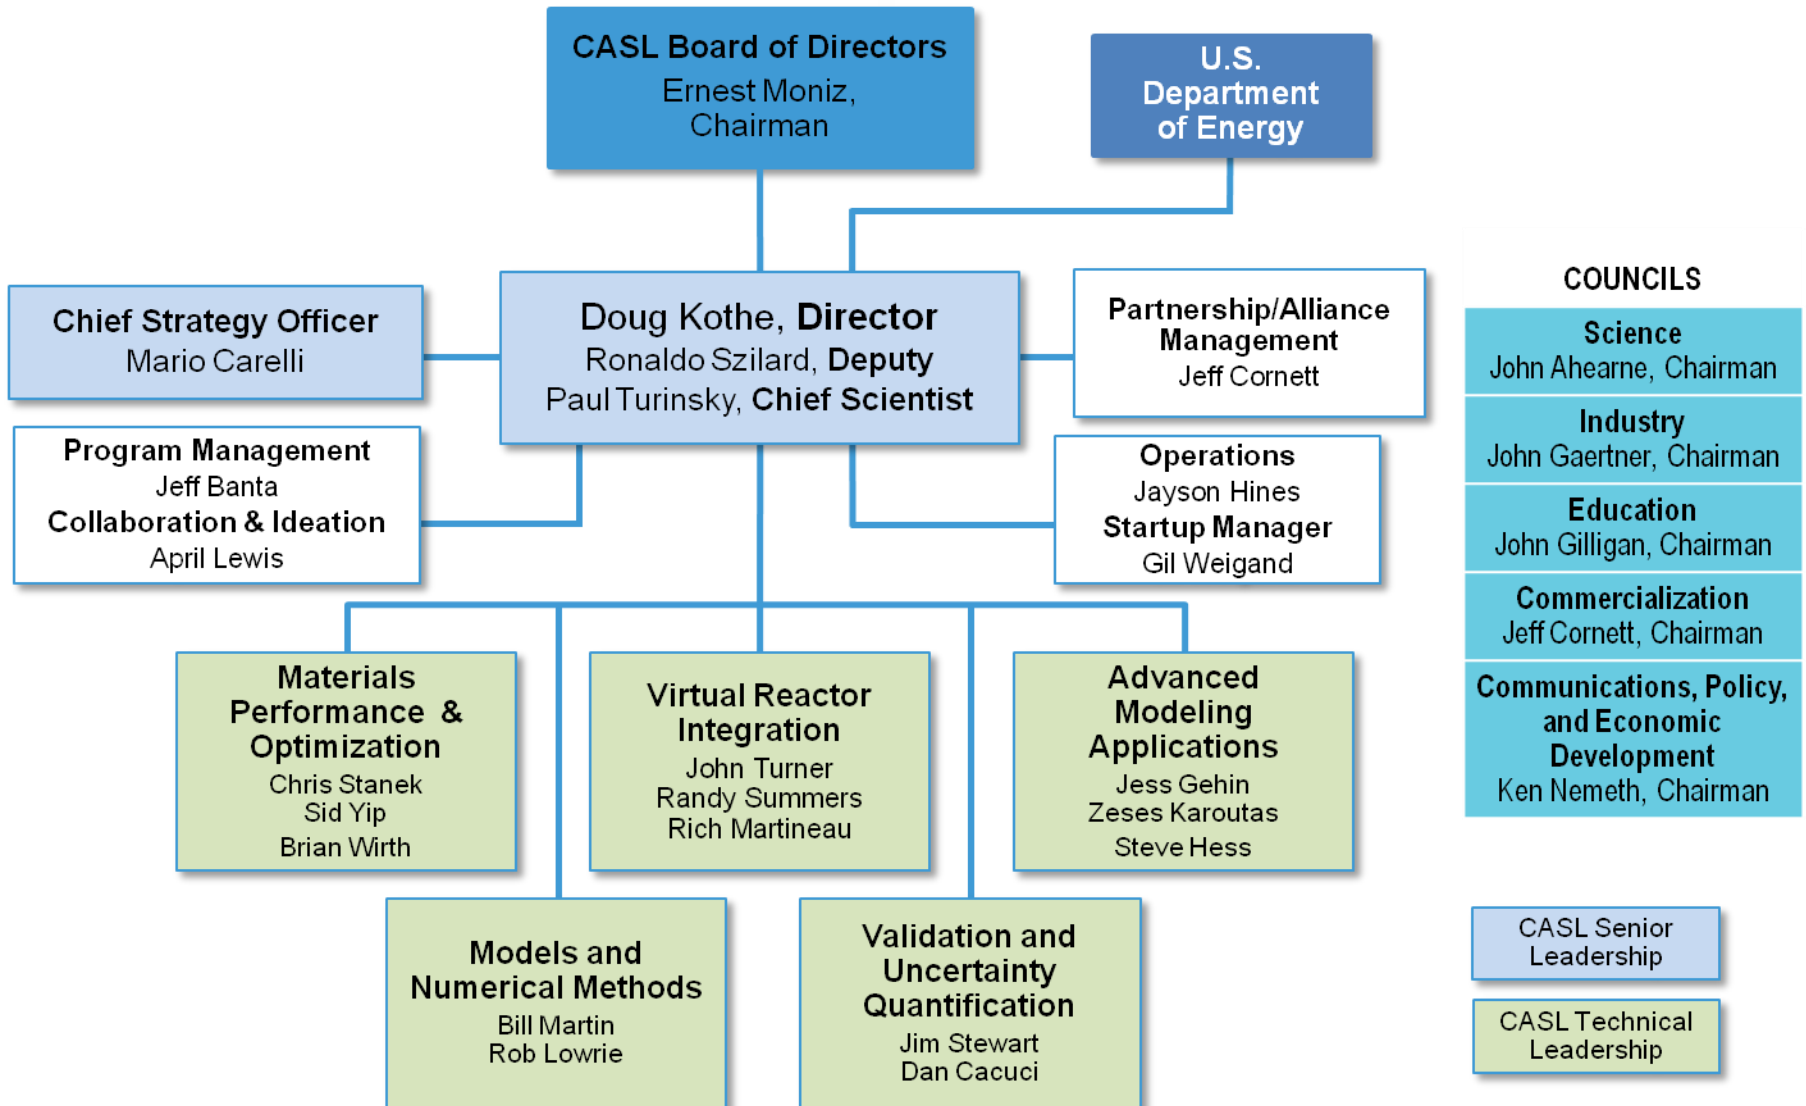 CASL Board of Directors
Ernest Moniz,
Chairman
U.S.
Department
of Energy
Chief Strategy Officer
Mario Carelli
Doug Kothe, Director
Ronaldo Szilard, Deputy
Paul Turinsky, Chief Scientist
Partnership/Alliance
Management
Jeff Cornett
Program Management
Jeff Banta
Collaboration & Ideation
April Lewis
Operations
Jayson Hines
Startup Manager
Gil Weigand
COUNCILS
Science
John Ahearne, Chairman
Industry
John Gaertner, Chairman
Education
John Gilligan, Chairman
Commercialization
Jeff Cornett, Chairman
Communications, Policy,
and Economic
Development
Ken Nemeth, Chairman
Materials
Performance &
Optimization
Chris Stanek
Sid Yip
Brian Wirth
Virtual Reactor
Integration
John Turner
Randy Summers
Rich Martineau
Advanced
Modeling
Applications
Jess Gehin
Zeses Karoutas
Steve Hess
Models and
Numerical Methods
Bill Martin
Rob Lowrie
Validation and
Uncertainty
Quantification
Jim Stewart
Dan Cacuci
CASL Senior
Leadership
CASL Technical
Leadership